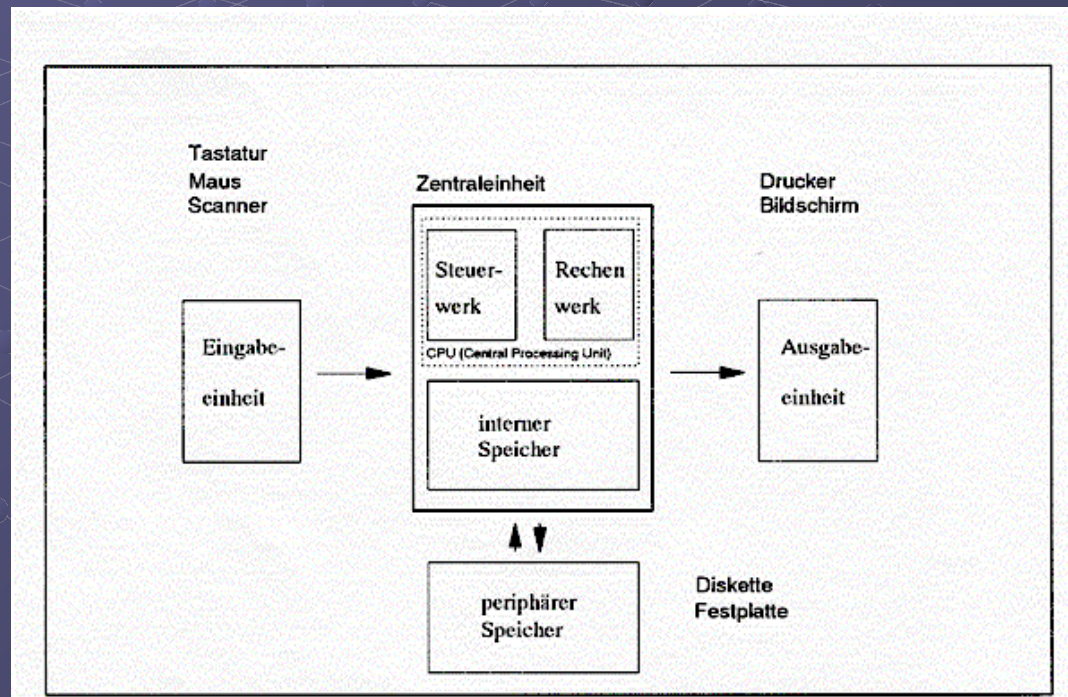 Tastatur
Maus
Scanner
Zentraleinheit
Drucker
Bildschirm
Steuer-
werk
Rechen
werk
CPU (Central Processing Unit)
Eingabe-
einheit
interner
Speicher
Ausgabe-
einheit
periphärer
Speicher
Diskette
Festplatte